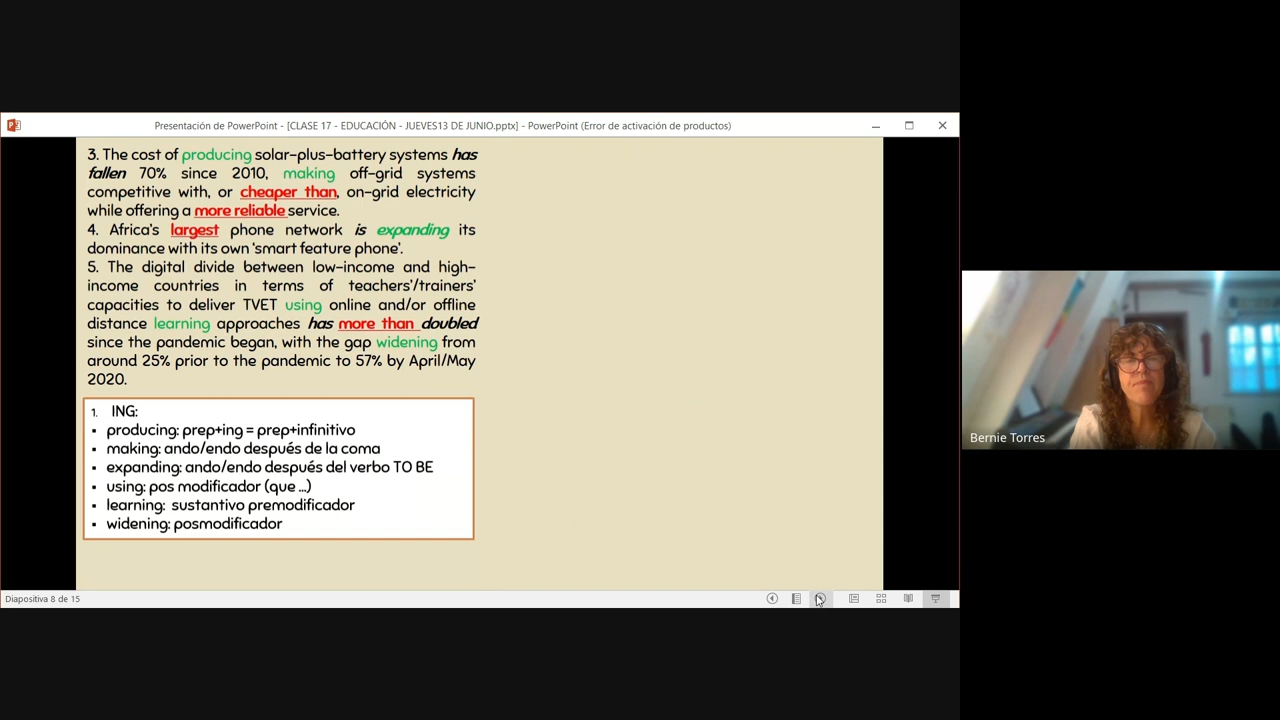 Presentación de PowerPoint - [CLASE 17 - EDUCACIÓN - JUEVES13 DE JUNIO.pptx] - PowerPoint (Error de activación de productos)
3. The cost of producing solar-plus-battery systems has
fallen 70% since 2010, making off-grid systems
competitive with, or cheaper than, on-grid electricity
while offering a more reliable service.
4. Africa's largest phone network is expanding its
dominance with its own 'smart feature phone'.
5. The digital divide between low-income and high-
income countries in terms of teachers'/trainers'
capacities to deliver TVET using online and/or offline
distance learning approaches has more than doubled
since the pandemic began, with the gap widening from
around 25% prior to the pandemic to 57% by April/May
2020.
1. ING:
▪ producing: prep+ing = prep+infinitivo
▪ making: ando/endo después de la coma
▪ expanding: ando/endo después del verbo TO BE
▪ using: pos modificador (que ...)
▪ learning: sustantivo premodificador
▪ widening: posmodificador
Diapositiva 8 de 15
Bernie Torres